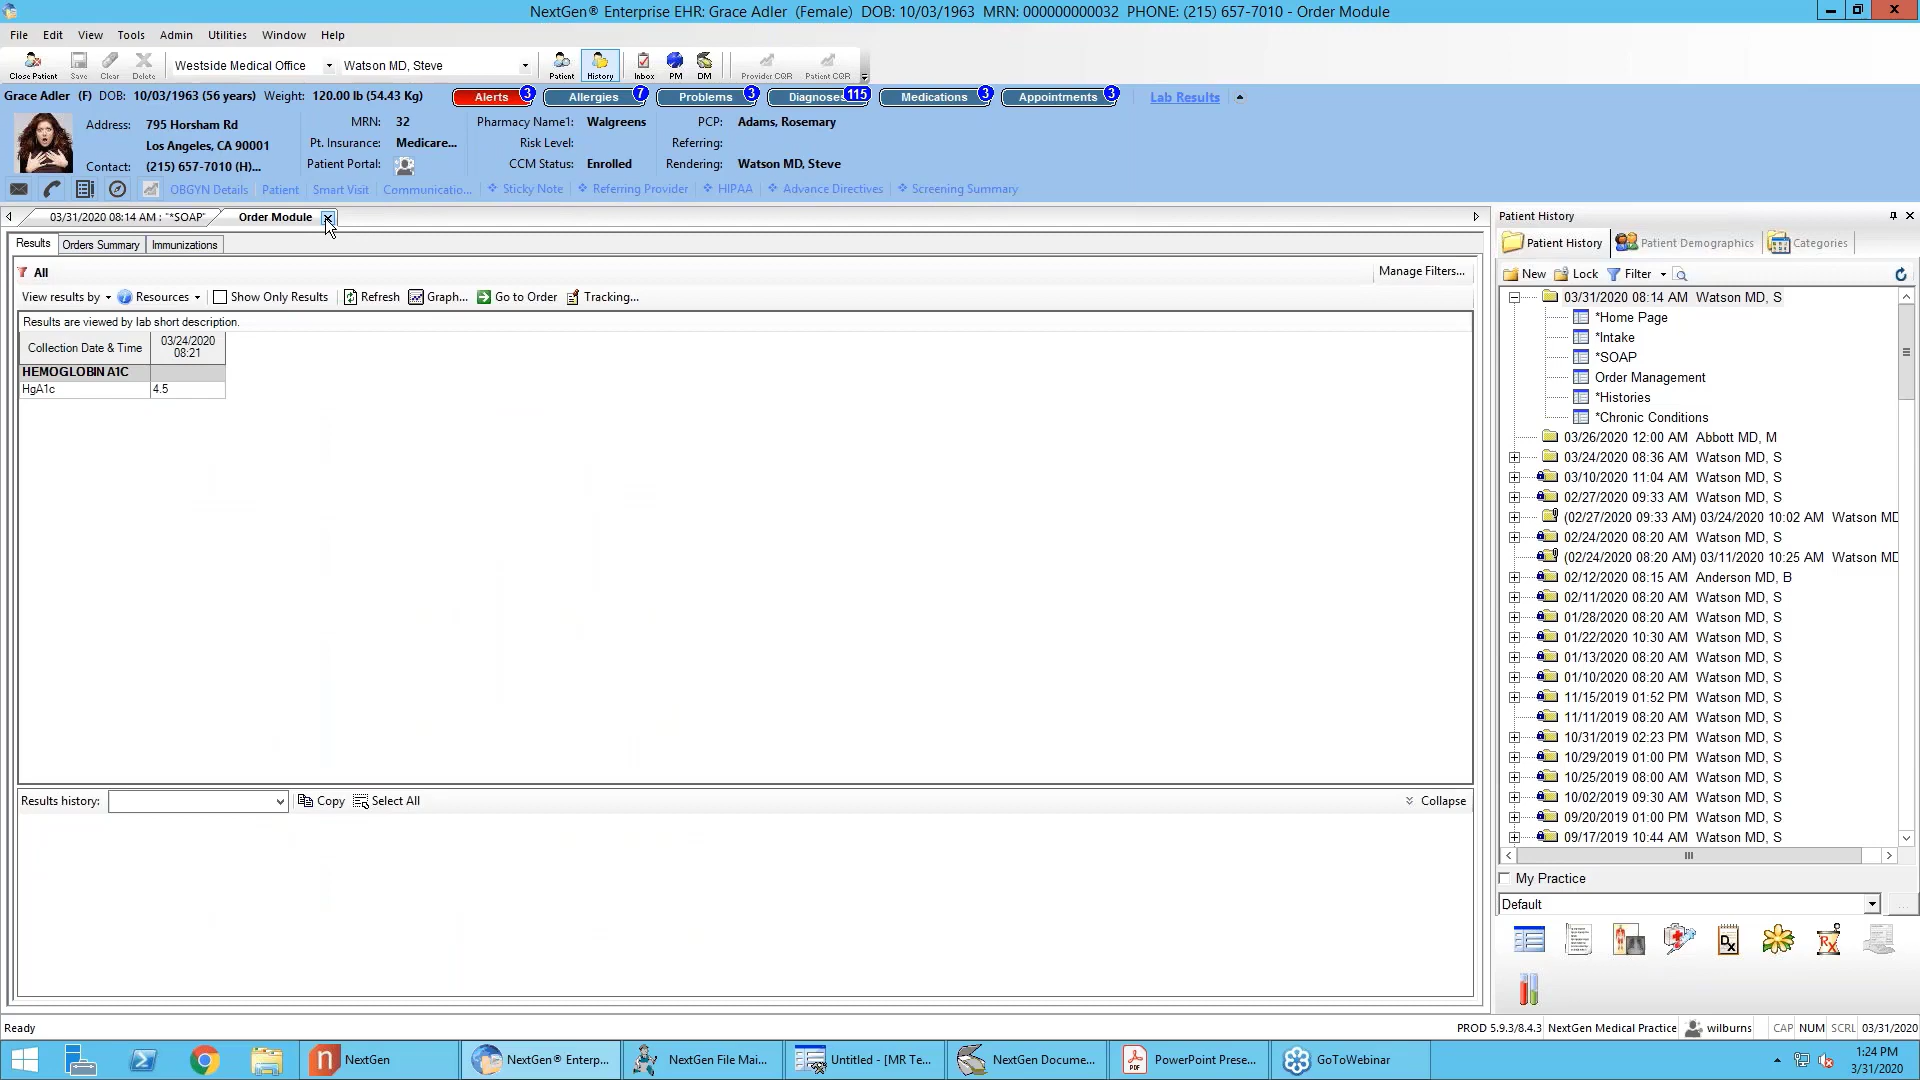 NextGen® Enterprise EHR: Grace Adler (Female) DOB: 10/03/1963 MRN: 000000000032 PHONE: (215) 657-7010 - Order Module
File Edit View Tools Admin Utilities Window Help
Westside Medical Office Watson MD, Steve
Close Patient Save Clear Delete Patient History Inbox PM DM Provider CQR Patient CQR
Grace Adler (F) DOB: 10/03/1963 (56 years) Weight: 120.00 lb (54.43 Kg) Alerts 3 Allergies 7 Problems 3 Diagnoses 115 Medications 3 Appointments 3 Lab Results
Address: 795 Horsham Rd MRN: 32 Pharmacy Name1: Walgreens PCP: Adams, Rosemary
Los Angeles, CA 90001 Pt. Insurance: Medicare... Risk Level: Referring:
Contact: (215) 657-7010 (H)... Patient Portal: CCM Status: Enrolled Rendering: Watson MD, Steve
OBGYN Details Patient Smart Visit Communicatio... Sticky Note Referring Provider HIPAA Advance Directives Screening Summary
03/31/2020 08:14 AM : "*SOAP" Order Module
Results Orders Summary Immunizations
All Manage Filters...
View results by Resources Show Only Results Refresh Graph... Go to Order Tracking...
Results are viewed by lab short description.
Collection Date & Time 03/24/2020
08:21
HEMOGLOBIN A1C
HgA1c 4.5
Results history: Copy Select All Collapse
Patient History
Patient History Patient Demographics Categories
New Lock Filter
03/31/2020 08:14 AM Watson MD, S
*Home Page
*Intake
*SOAP
Order Management
*Histories
*Chronic Conditions
03/26/2020 12:00 AM Abbott MD, M
03/24/2020 08:36 AM Watson MD, S
03/10/2020 11:04 AM Watson MD, S
02/27/2020 09:33 AM Watson MD, S
(02/27/2020 09:33 AM) 03/24/2020 10:02 AM Watson MD
02/24/2020 08:20 AM Watson MD, S
(02/24/2020 08:20 AM) 03/11/2020 10:25 AM Watson MD
02/12/2020 08:15 AM Anderson MD, B
02/11/2020 08:20 AM Watson MD, S
01/28/2020 08:20 AM Watson MD, S
01/22/2020 10:30 AM Watson MD, S
01/13/2020 08:20 AM Watson MD, S
01/10/2020 08:20 AM Watson MD, S
11/15/2019 01:52 PM Watson MD, S
11/11/2019 08:20 AM Watson MD, S
10/31/2019 02:23 PM Watson MD, S
10/29/2019 01:00 PM Watson MD, S
10/25/2019 08:00 AM Watson MD, S
10/02/2019 09:30 AM Watson MD, S
09/20/2019 01:00 PM Watson MD, S
09/17/2019 10:44 AM Watson MD, S
My Practice
Default
Ready PROD 5.9.3/8.4.3 NextGen Medical Practice wilburns CAP NUM SCRL 03/31/2020
NextGen NextGen® Enterp... NextGen File Mai... Untitled - [MR Te... NextGen Docume... PowerPoint Prese... GoToWebinar 1:24 PM
3/31/2020